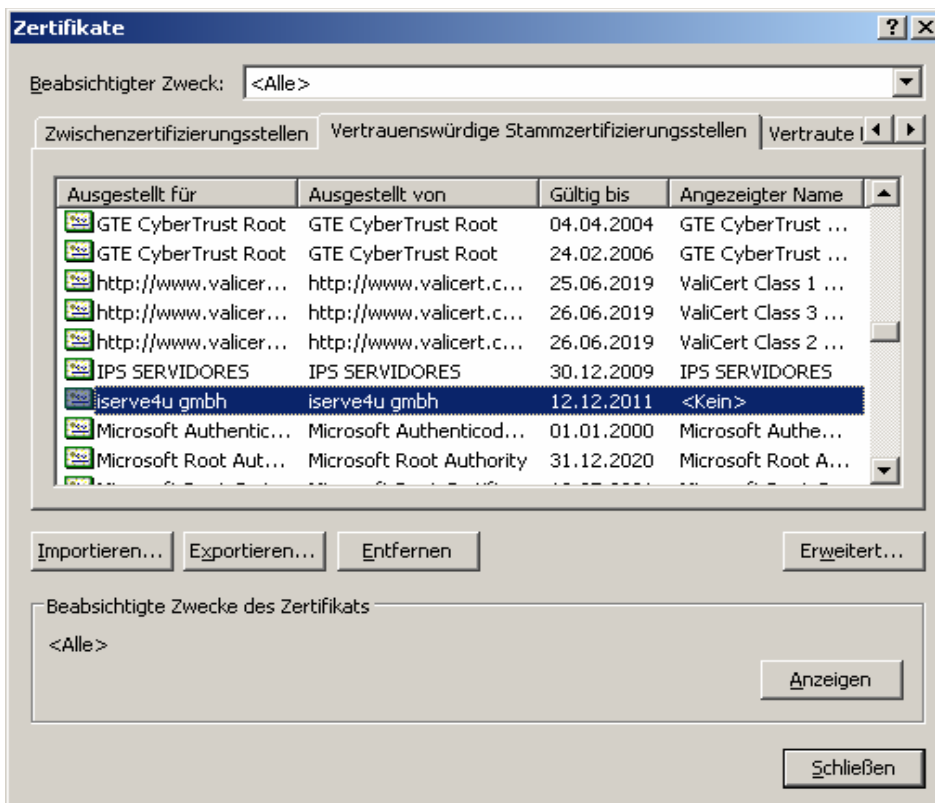 Zertifikate
Beabsichtigter Zweck: <Alle>
Zwischenzertifizierungsstellen Vertrauenswürdige Stammzertifizierungsstellen Vertraute
Ausgestellt für Ausgestellt von Gültig bis Angezeigter Name
GTE CyberTrust Root GTE CyberTrust Root 04.04.2004 GTE CyberTrust ...
GTE CyberTrust Root GTE CyberTrust Root 24.02.2006 GTE CyberTrust ...
http://www.valicer... http://www.valicert.c... 25.06.2019 ValiCert Class 1 ...
http://www.valicer... http://www.valicert.c... 26.06.2019 ValiCert Class 3 ...
http://www.valicer... http://www.valicert.c... 26.06.2019 ValiCert Class 2 ...
IPS SERVIDORES IPS SERVIDORES 30.12.2009 IPS SERVIDORES
iserve4u gmbh iserve4u gmbh 12.12.2011 <Kein>
Microsoft Authentic... Microsoft Authenticod... 01.01.2000 Microsoft Authe...
Microsoft Root Aut... Microsoft Root Authority 31.12.2020 Microsoft Root A...
Importieren... Exportieren... Entfernen Erweitert...
Beabsichtigte Zwecke des Zertifikats
<Alle>
Anzeigen
Schließen